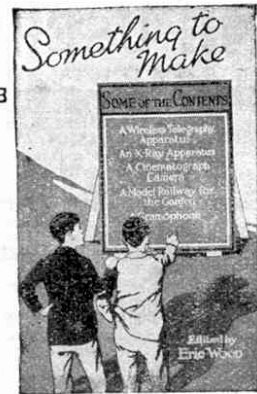 Something to
Make
SOME OF THE CONTENTS
A Wireless Telegraphy
Apparatus
An X-Ray Apparatus
A Cinematograph
Camera
A Model Railway for
the Garden
A Gramophone
Edited by
Eric Wood